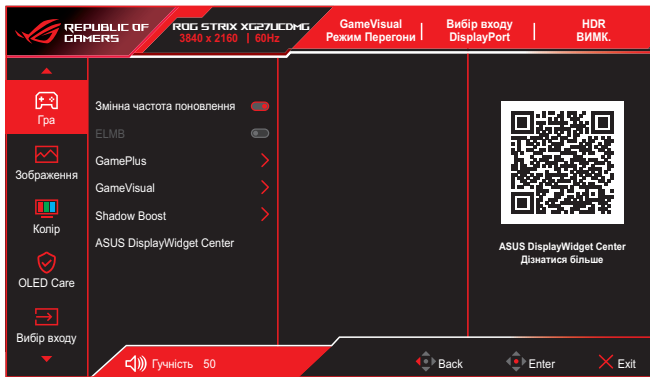 REPUBLIC OF
GAMERS
ROG STRIX XG27UCDMG
3840 x 2160 | 60Hz
GameVisual
Режим Перегони
Вибір входу
DisplayPort
HDR
ВИМК.
Гра
Зображення
Колір
OLED Care
Вибір входу
Змінна частота поновлення
ELMB
GamePlus
GameVisual
Shadow Boost
ASUS DisplayWidget Center
ASUS DisplayWidget Center
Дізнатися більше
Гучність 50
Back
Enter
Exit